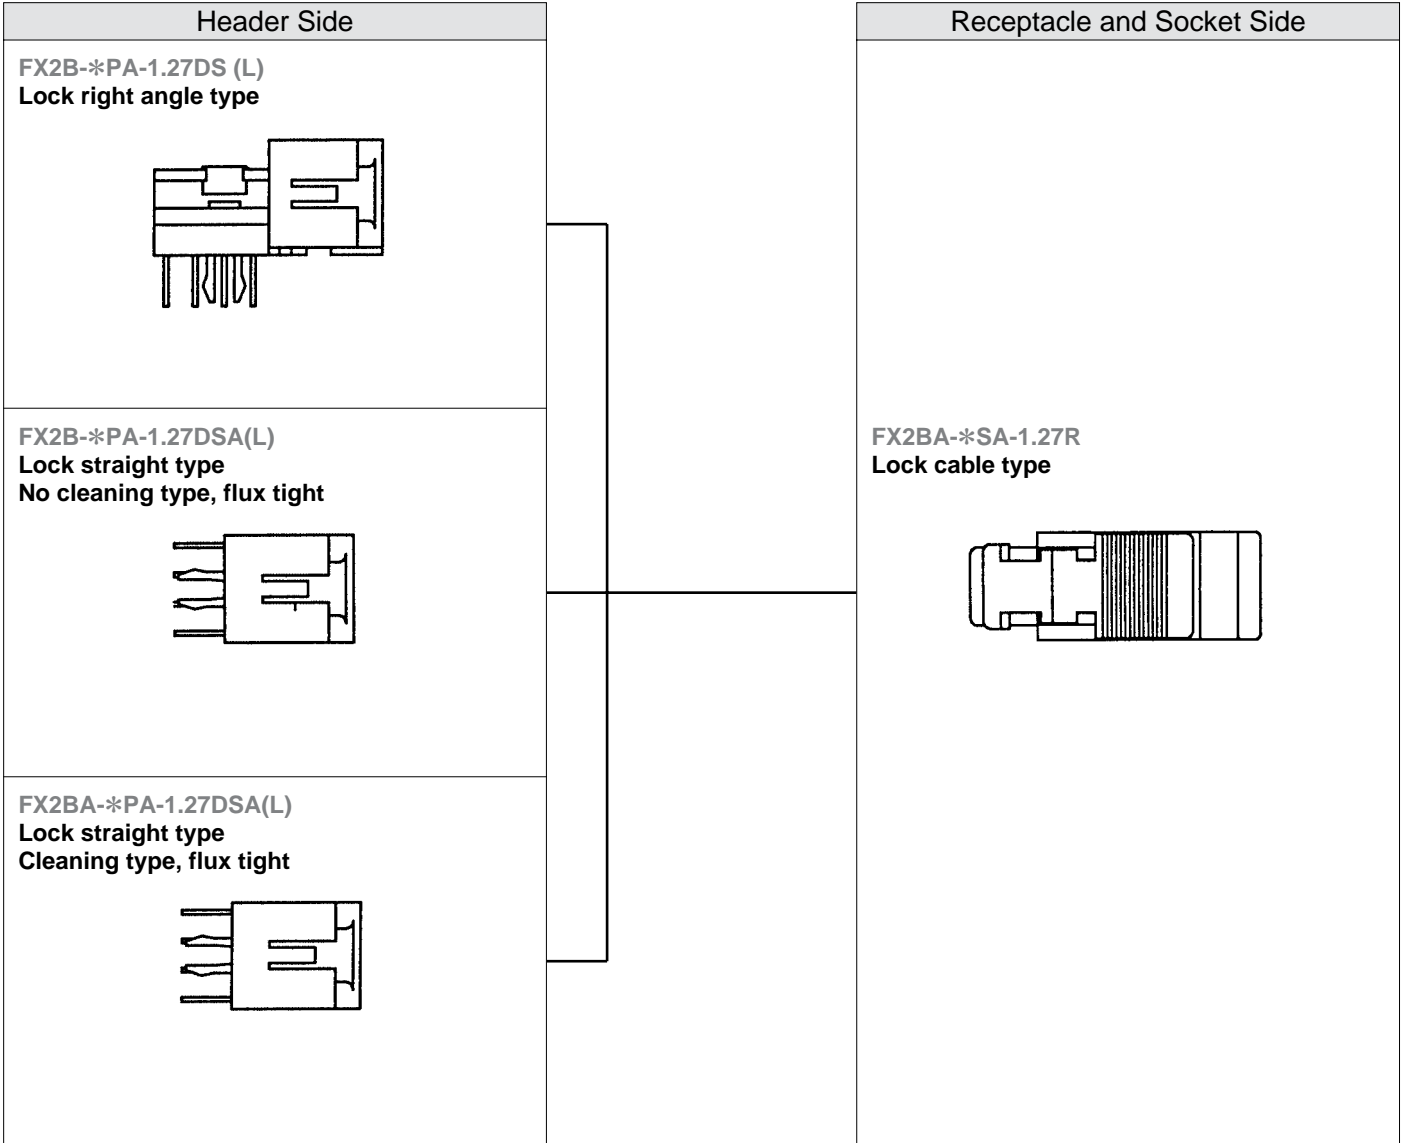 Header Side
Receptacle and Socket Side
FX2B-*PA-1.27DS (L)
Lock right angle type
FX2B-*PA-1.27DSA(L)
Lock straight type
No cleaning type, flux tight
FX2BA-*SA-1.27R
Lock cable type
FX2BA-*PA-1.27DSA(L)
Lock straight type
Cleaning type, flux tight